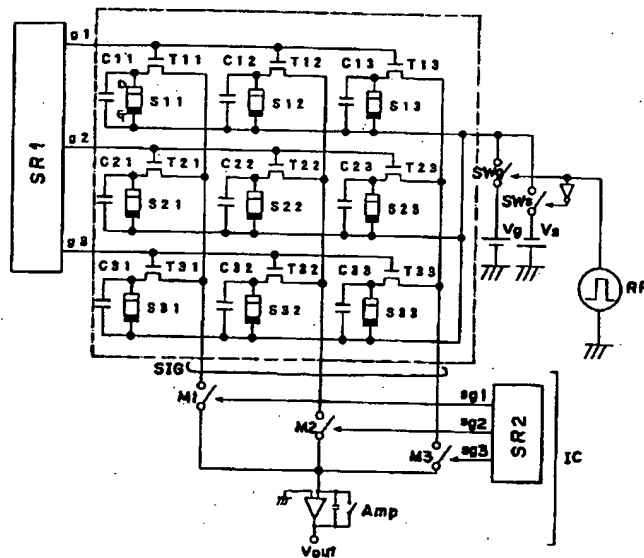 g1
C11 T11 C12 T12 C13 T13
D
S11 S12 S13
G
SR1
g2
C21 T21 C22 T22 C23 T23
S21 S22 S23
SWg
SWs
Vg Vs
g3
C31 T31 C32 T32 C33 T33
S31 S32 S33
RF
SIG
M1 sg1
M2 sg2
M3 sg3
SR2
IC
Amp
Vout